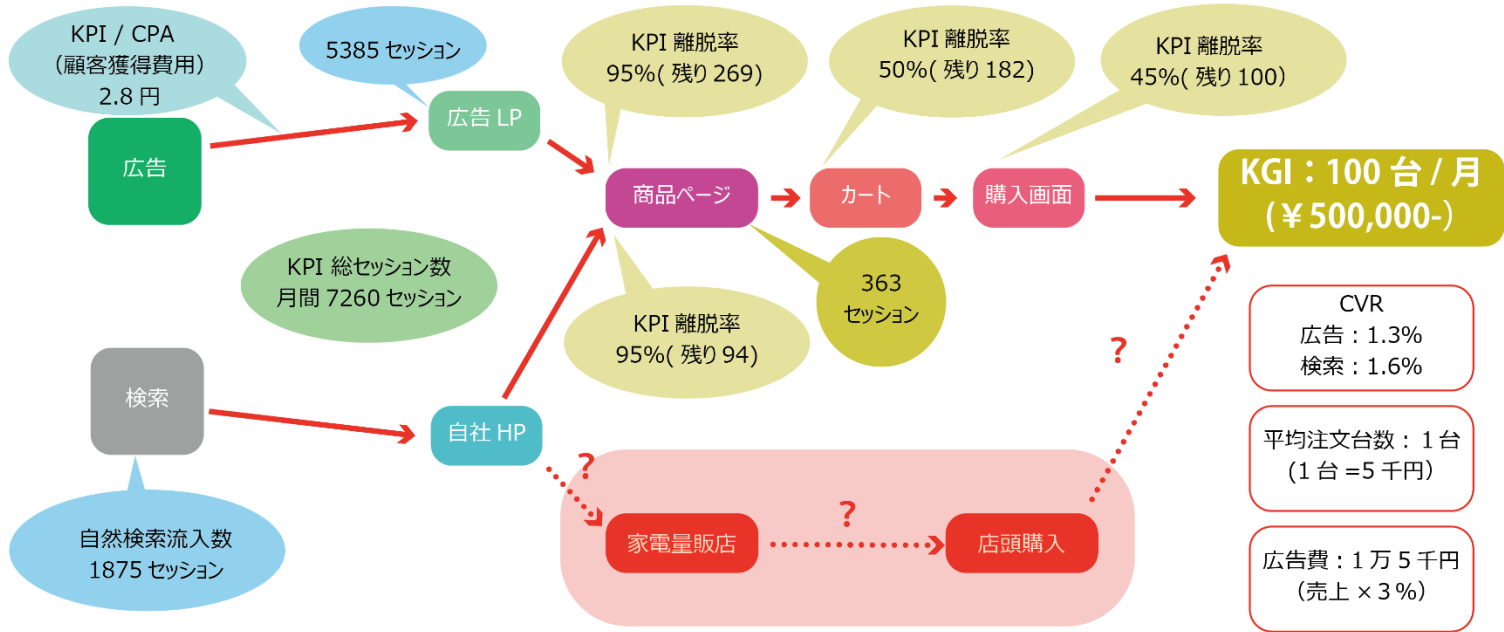 KPI / CPA
（顧客獲得費用）
2.8 円
5385 セッション
KPI 離脱率
95%( 残り 269)
KPI 離脱率
50%( 残り 182)
KPI 離脱率
45%( 残り 100）
広告
広告 LP
商品ページ
カート
購入画面
KGI：100 台 / 月
(￥500,000-）
KPI 総セッション数
月間 7260 セッション
KPI 離脱率
95%( 残り 94)
363
セッション
検索
自社 HP
自然検索流入数
1875 セッション
?
家電量販店
?
店頭購入
?
CVR
広告：1.3%
検索：1.6%
平均注文台数：１台
(１台 =5 千円）
広告費：1 万 5 千円
（売上 ×３%）